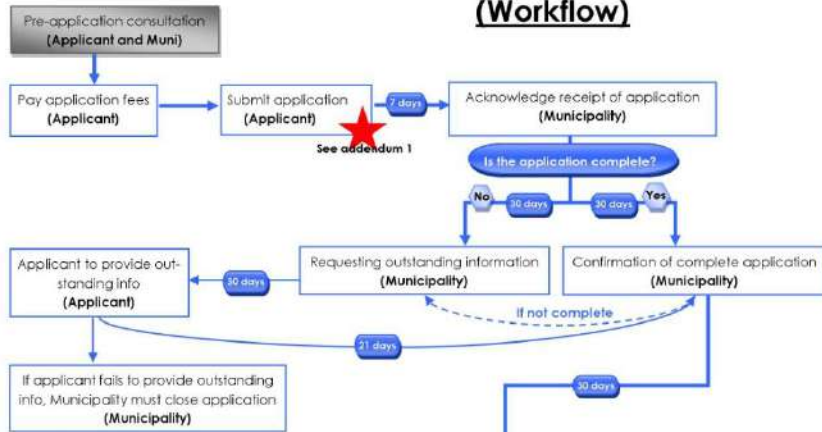 (Workflow)
Pre-application consultation
(Applicant and Muni)
Pay application fees
(Applicant)
Submit application
(Applicant)
7 days
Acknowledge receipt of application
(Municipality)
See addendum 1
Is the application complete?
No
30 days
30 days
Yes
Applicant to provide out-
standing info
(Applicant)
30 days
Requesting outstanding information
(Municipality)
Confirmation of complete application
(Municipality)
If not complete
21 days
If applicant fails to provide outstanding
info, Municipality must close application
(Municipality)
30 days